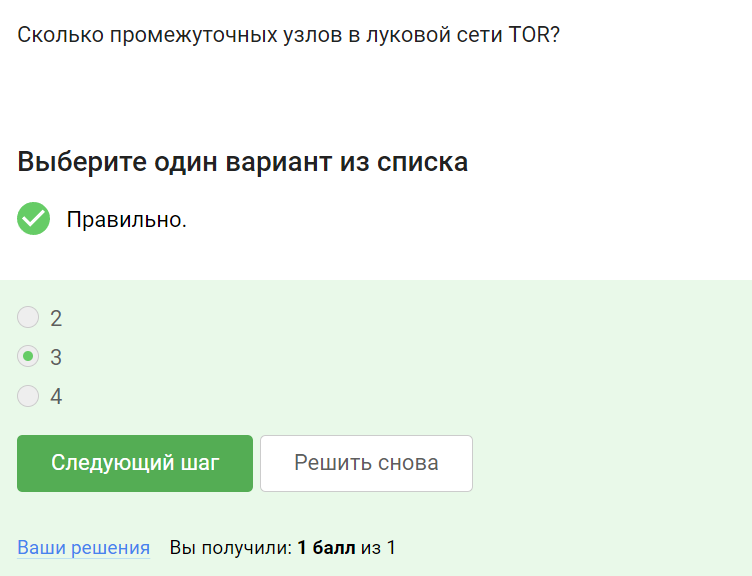 Сколько промежуточных узлов в луковой сети TOR?
Выберите один вариант из списка
Правильно.
2
3
4
Следующий шаг
Решить снова
Ваши решения
Вы получили: 1 балл из 1